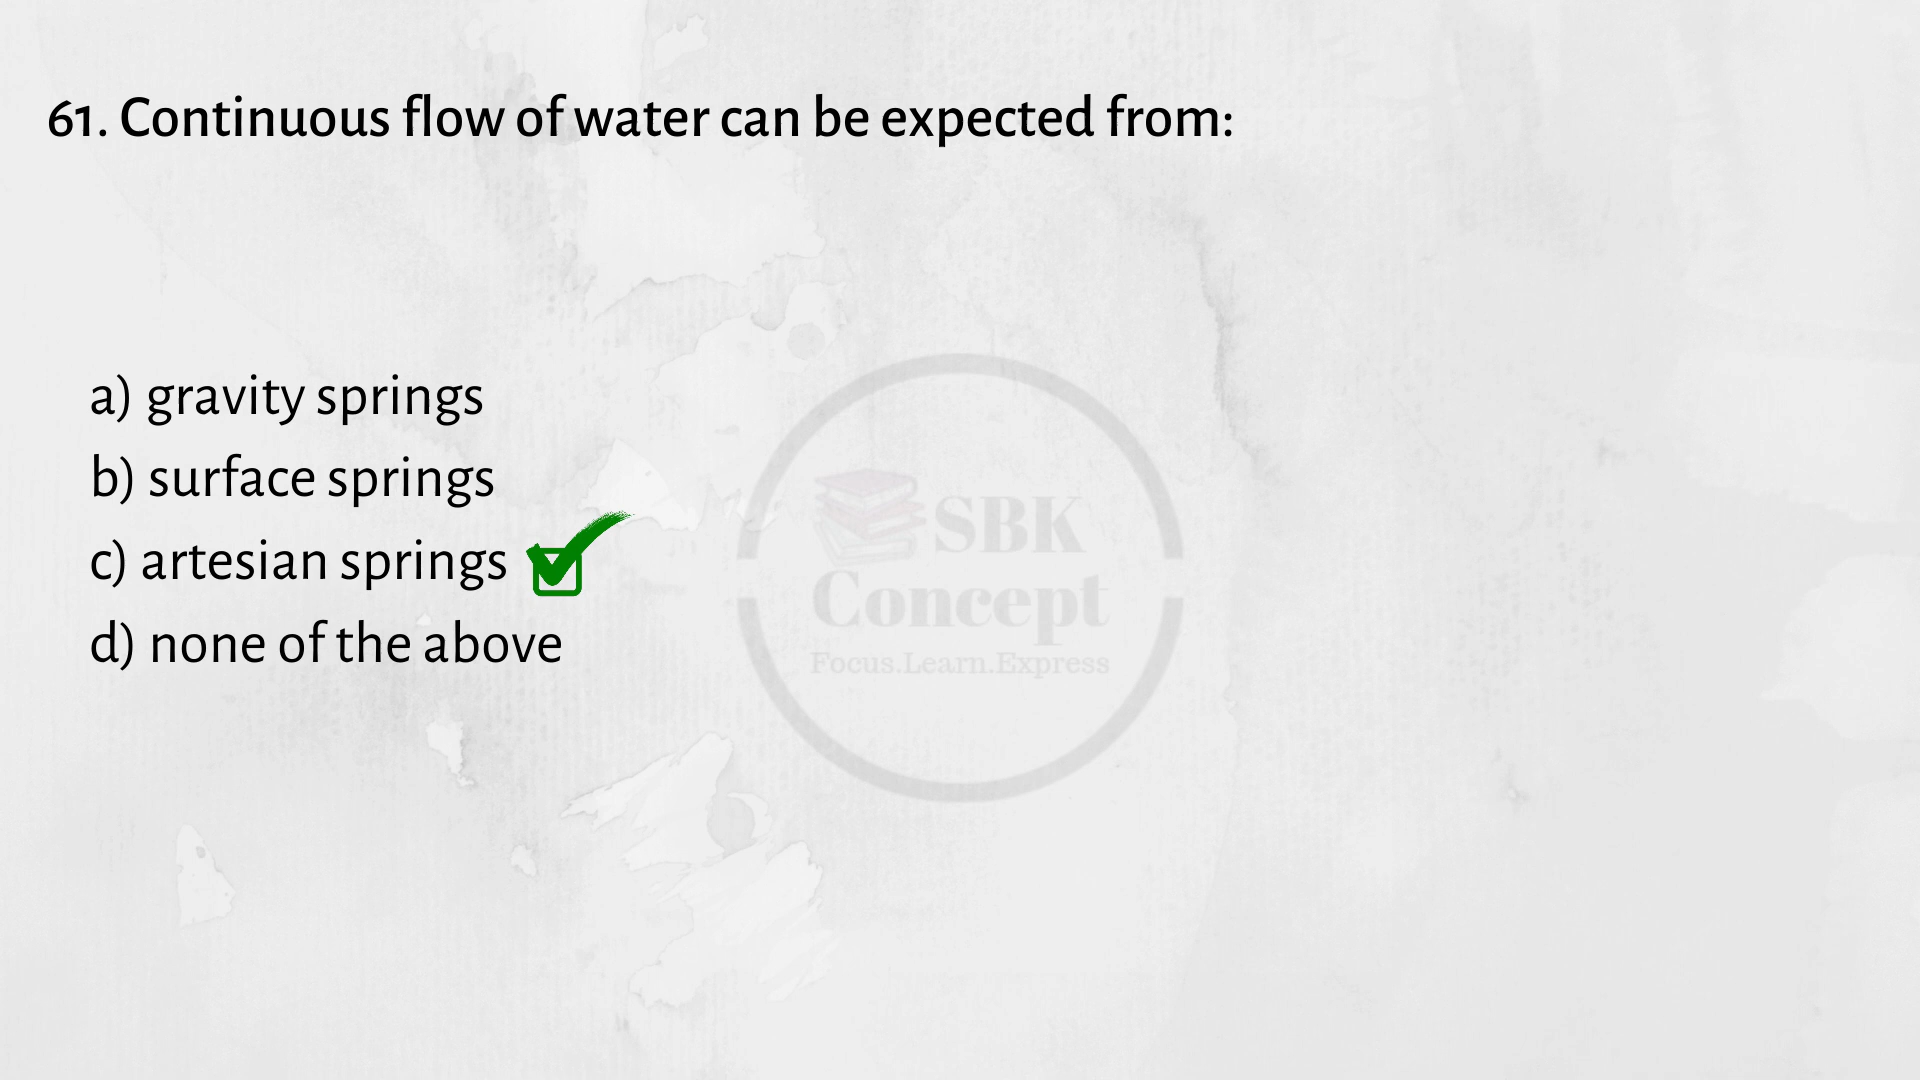 61. Continuous flow of water can be expected from:
a) gravity springs
b) surface springs
c) artesian springs
d) none of the above
SBK
Concept
Focus.Learn.Express